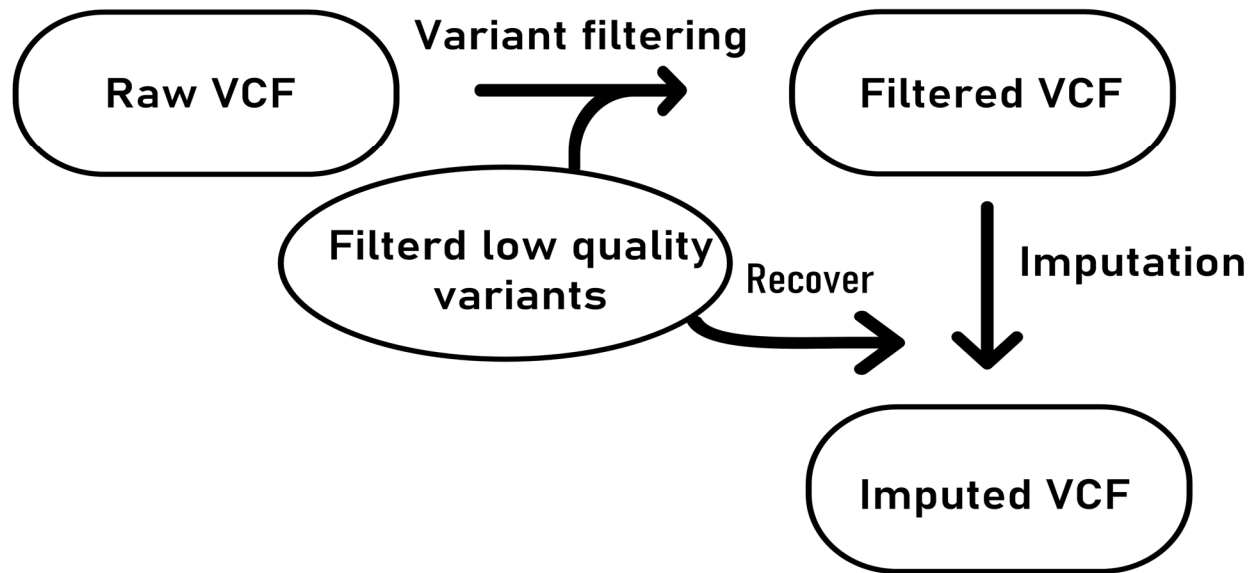 Variant filtering
Raw VCF
Filtered VCF
Filterd low quality
variants
Recover
Imputation
Imputed VCF